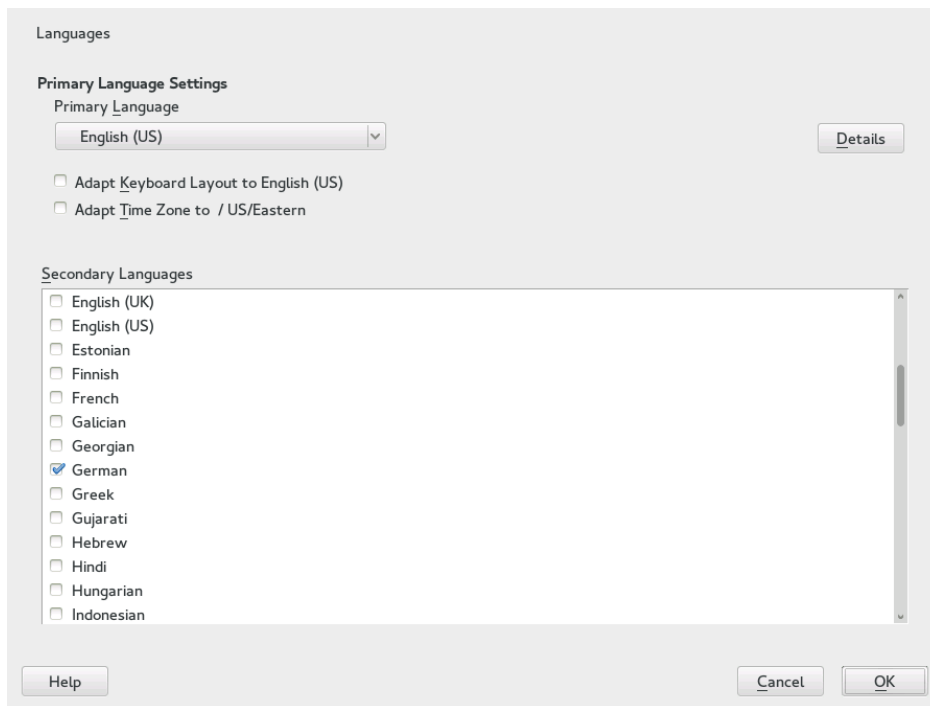 Languages
Primary Language Settings
Primary Language
English (US)
Details
Adapt Keyboard Layout to English (US)
Adapt Time Zone to / US/Eastern
Secondary Languages
English (UK)
English (US)
Estonian
Finnish
French
Galician
Georgian
German
Greek
Gujarati
Hebrew
Hindi
Hungarian
Indonesian
Help
Cancel
OK